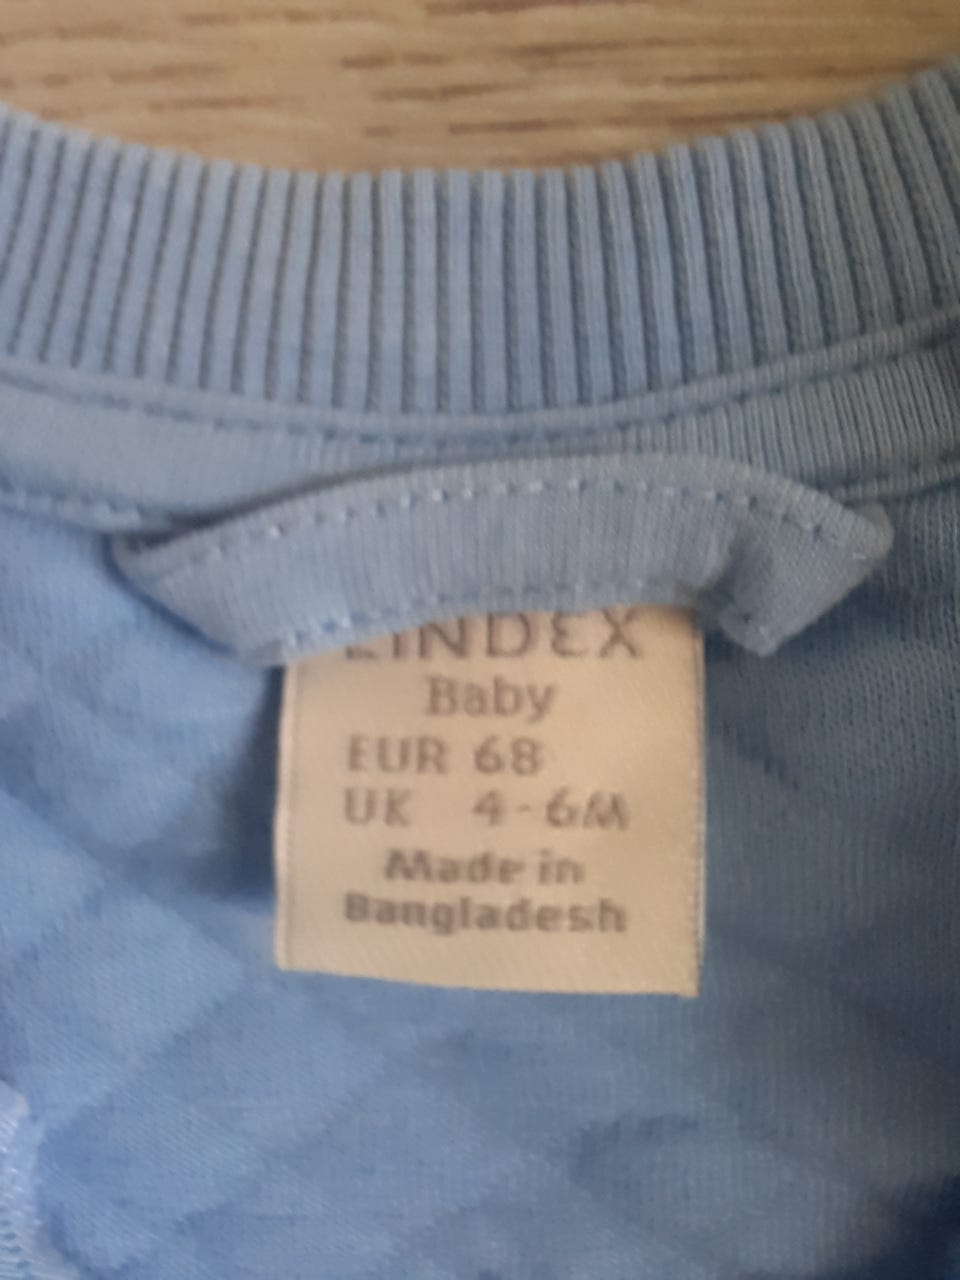 LINDEX
Baby
EUR 68
UK 4-6M
Made in
Bangladesh